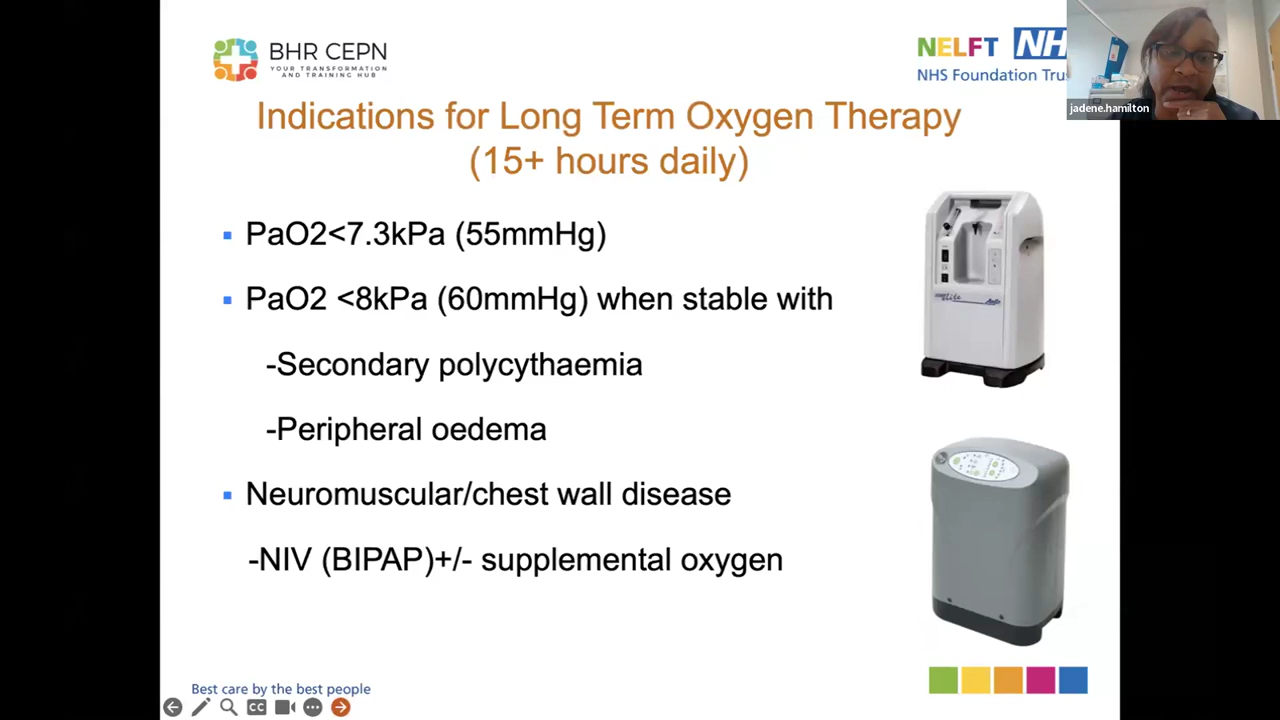 BHR CEPN
YOUR TRANSFORMATION
AND TRAINING HUB
NELFT NH
NHS Foundation Trus
jadene.hamilton
Indications for Long Term Oxygen Therapy
(15+ hours daily)
▪ PaO2<7.3kPa (55mmHg)
▪ PaO2 <8kPa (60mmHg) when stable with
-Secondary polycythaemia
-Peripheral oedema
▪ Neuromuscular/chest wall disease
-NIV (BIPAP)+/- supplemental oxygen
Best care by the best people
CC